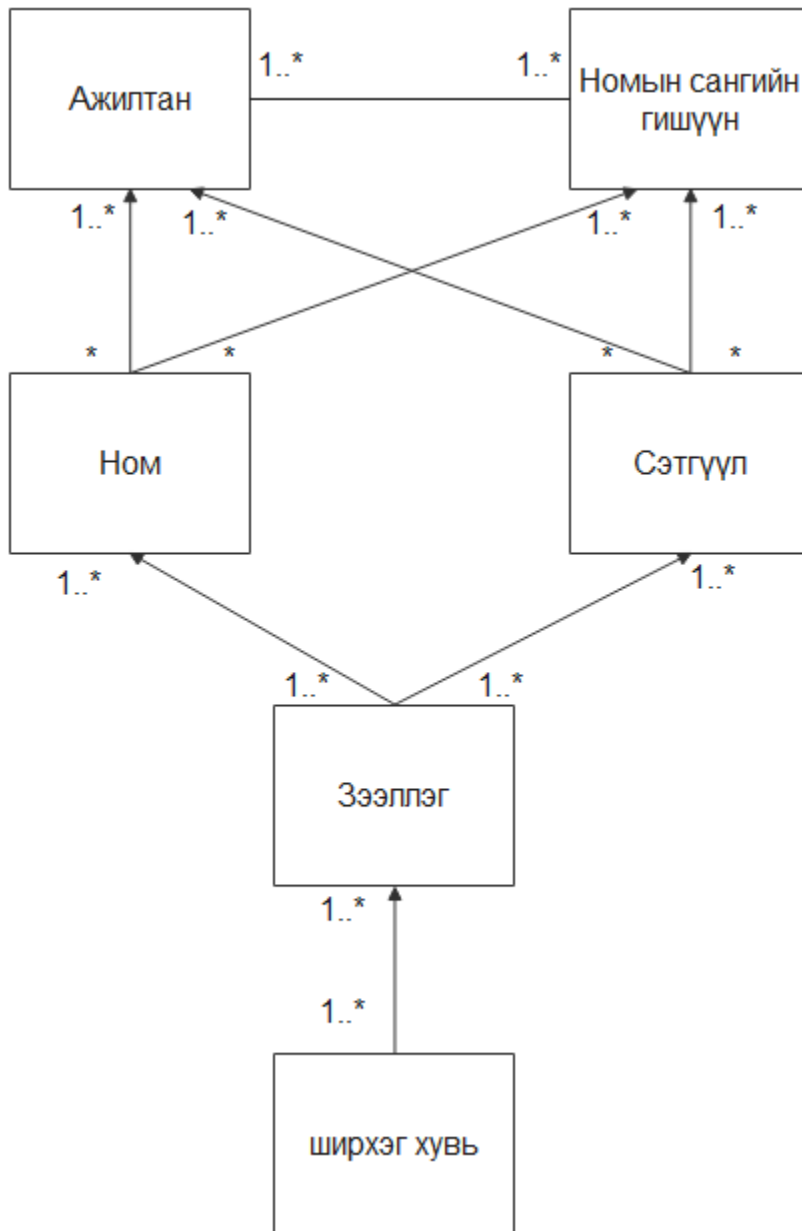 Ажилтан
1..*
1..*
Номын сангийн
гишүүн
1..*
1..*
1..*
1..*
*
*
*
*
Ном
Сэтгүүл
1..*
1..*
1..*
1..*
Зээллэг
1..*
1..*
ширхэг хувь